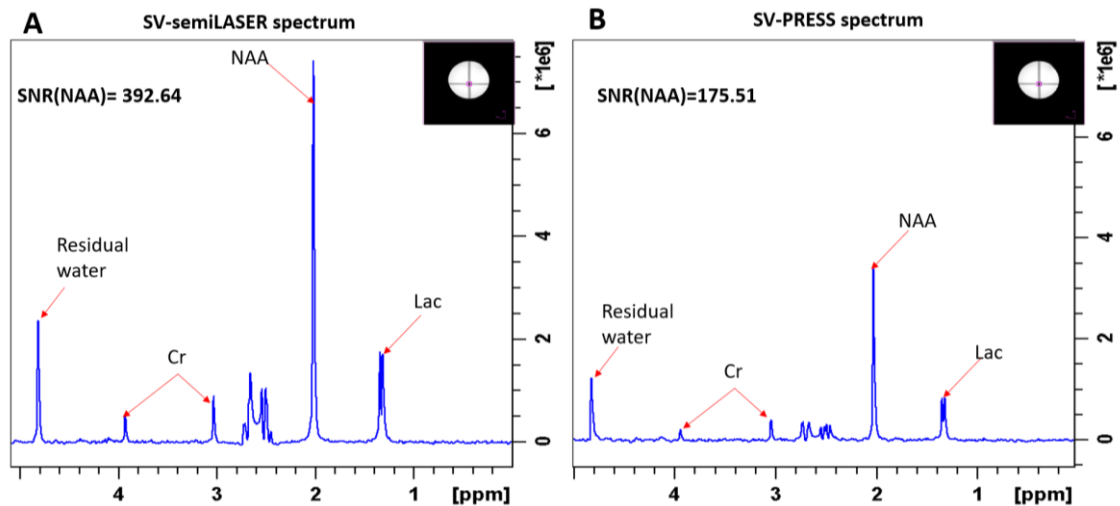 A
SV-semiLASER spectrum
SNR(NAA)= 392.64
NAA
Residual
water
Cr
Lac
[*1e6]
6
4
2
0
4
3
2
1
[ppm]
B
SV-PRESS spectrum
SNR(NAA)=175.51
NAA
Residual
water
Cr
Lac
[*1e6]
6
4
2
0
4
3
2
1
[ppm]